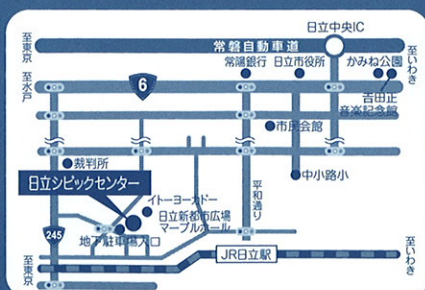 日立中央IC
至東京
常磐自動車道
至いわき
常陽銀行
日立市役所
かみね公園
至水戸
6
吉田正
音楽記念館
市民会館
裁判所
日立シビックセンター
中小路小
イトーヨーカドー
日立新都市広場
マーブルホール
平和通り
地下駐車場入口
245
JR日立駅
至いわき
至東京